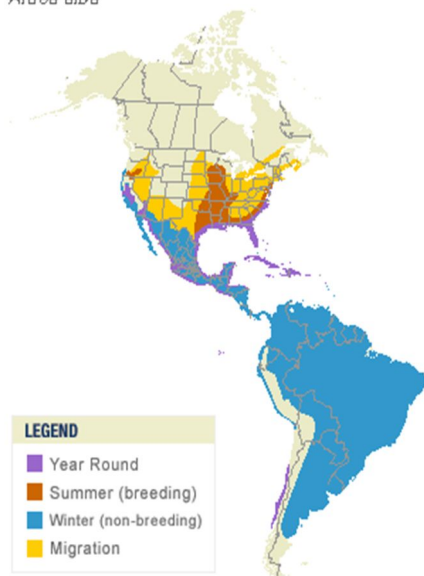 LEGEND
Year Round
Summer (breeding)
Winter (non-breeding)
Migration